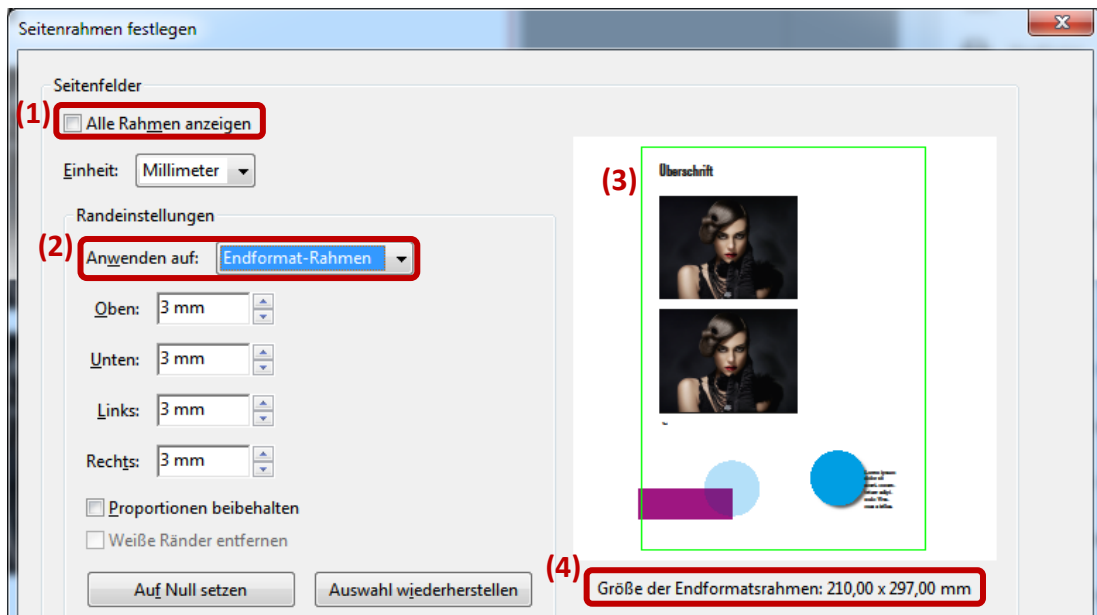 Seitenrahmen festlegen
x
Seitenfelder
(1)
Alle Rahmen anzeigen
Einheit: Millimeter
Randeinstellungen
(2)
Anwenden auf: Endformat-Rahmen
Oben: 3 mm
Unten: 3 mm
Links: 3 mm
Rechts: 3 mm
Proportionen beibehalten
Weiße Ränder entfernen
Auf Null setzen
Auswahl wiederherstellen
(3)
Überschrift
(4)
Größe der Endformatsrahmen: 210,00 x 297,00 mm